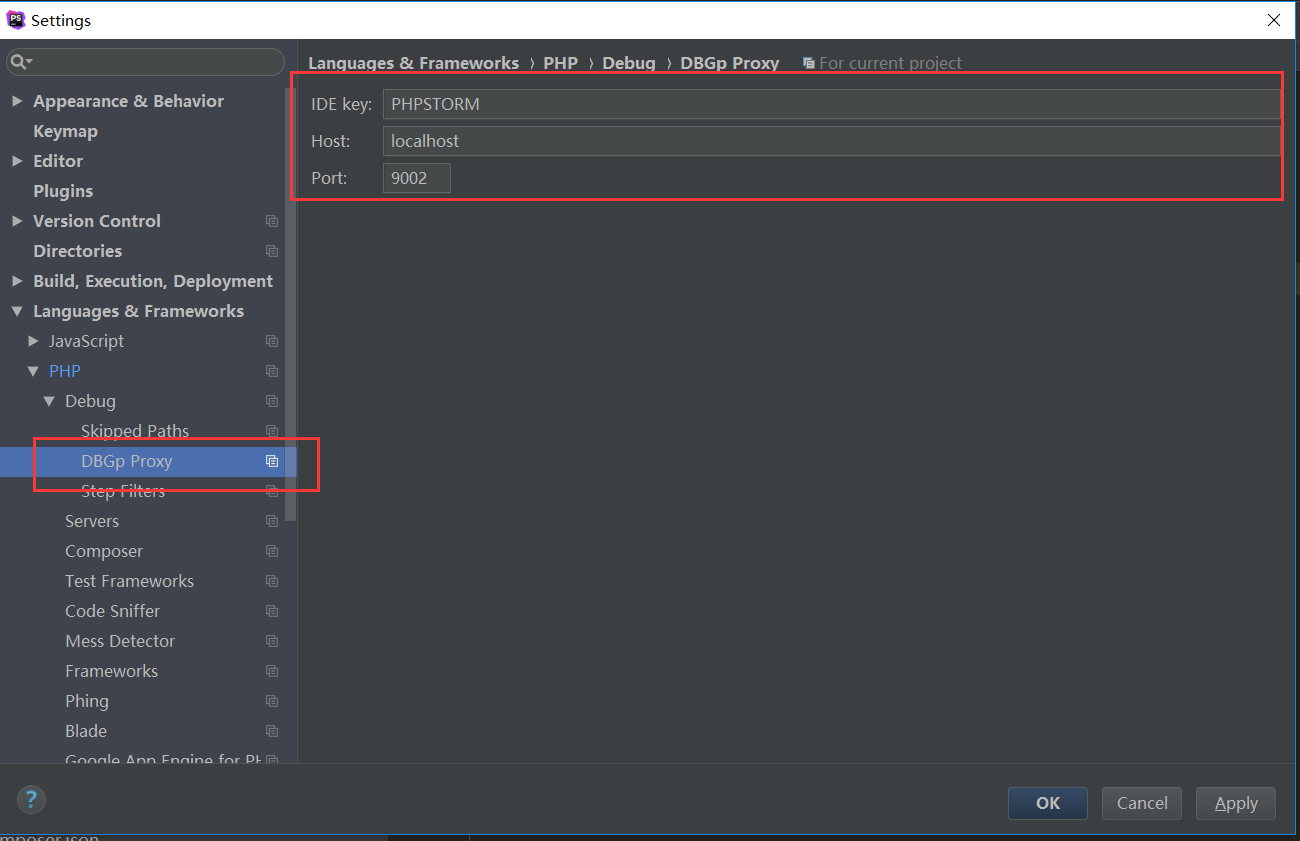 PS Settings
Languages & Frameworks › PHP › Debug › DBGp Proxy For current project
Appearance & Behavior
Keymap
Editor
Plugins
Version Control
Directories
Build, Execution, Deployment
Languages & Frameworks
JavaScript
PHP
Debug
Skipped Paths
DBGp Proxy
Step Filters
Servers
Composer
Test Frameworks
Code Sniffer
Mess Detector
Frameworks
Phing
Blade
Google App Engine for PH
IDE key: PHPSTORM
Host: localhost
Port: 9002
?
OK Cancel Apply
mposer.json